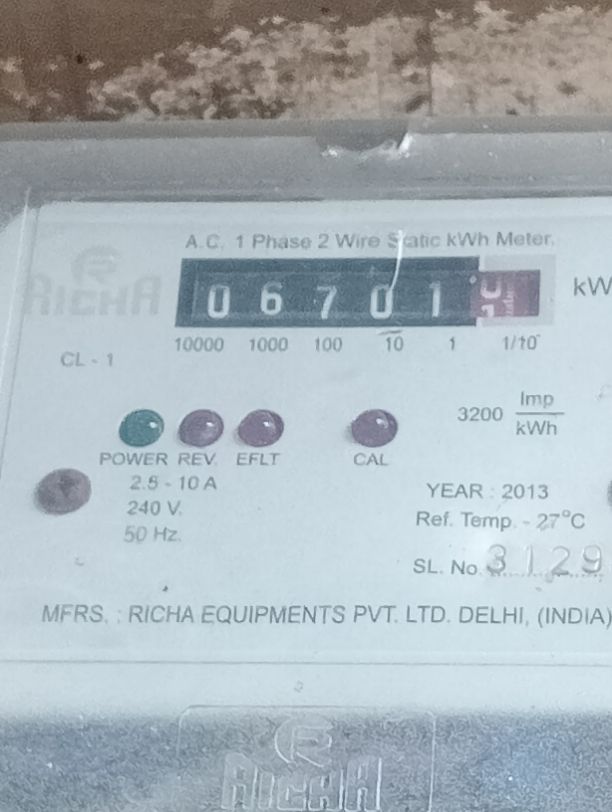 A.C. 1 Phase 2 Wire Static kWh Meter.
RICHA
0 6 7 0 1
kW
10000 1000 100 10 1 1/10
CL - 1
3200 Imp/kWh
POWER REV. EFLT CAL
2.5 - 10 A
240 V.
50 Hz.
YEAR : 2013
Ref. Temp. - 27°C
SL. No. 3129
MFRS. : RICHA EQUIPMENTS PVT. LTD. DELHI, (INDIA)
RICHA